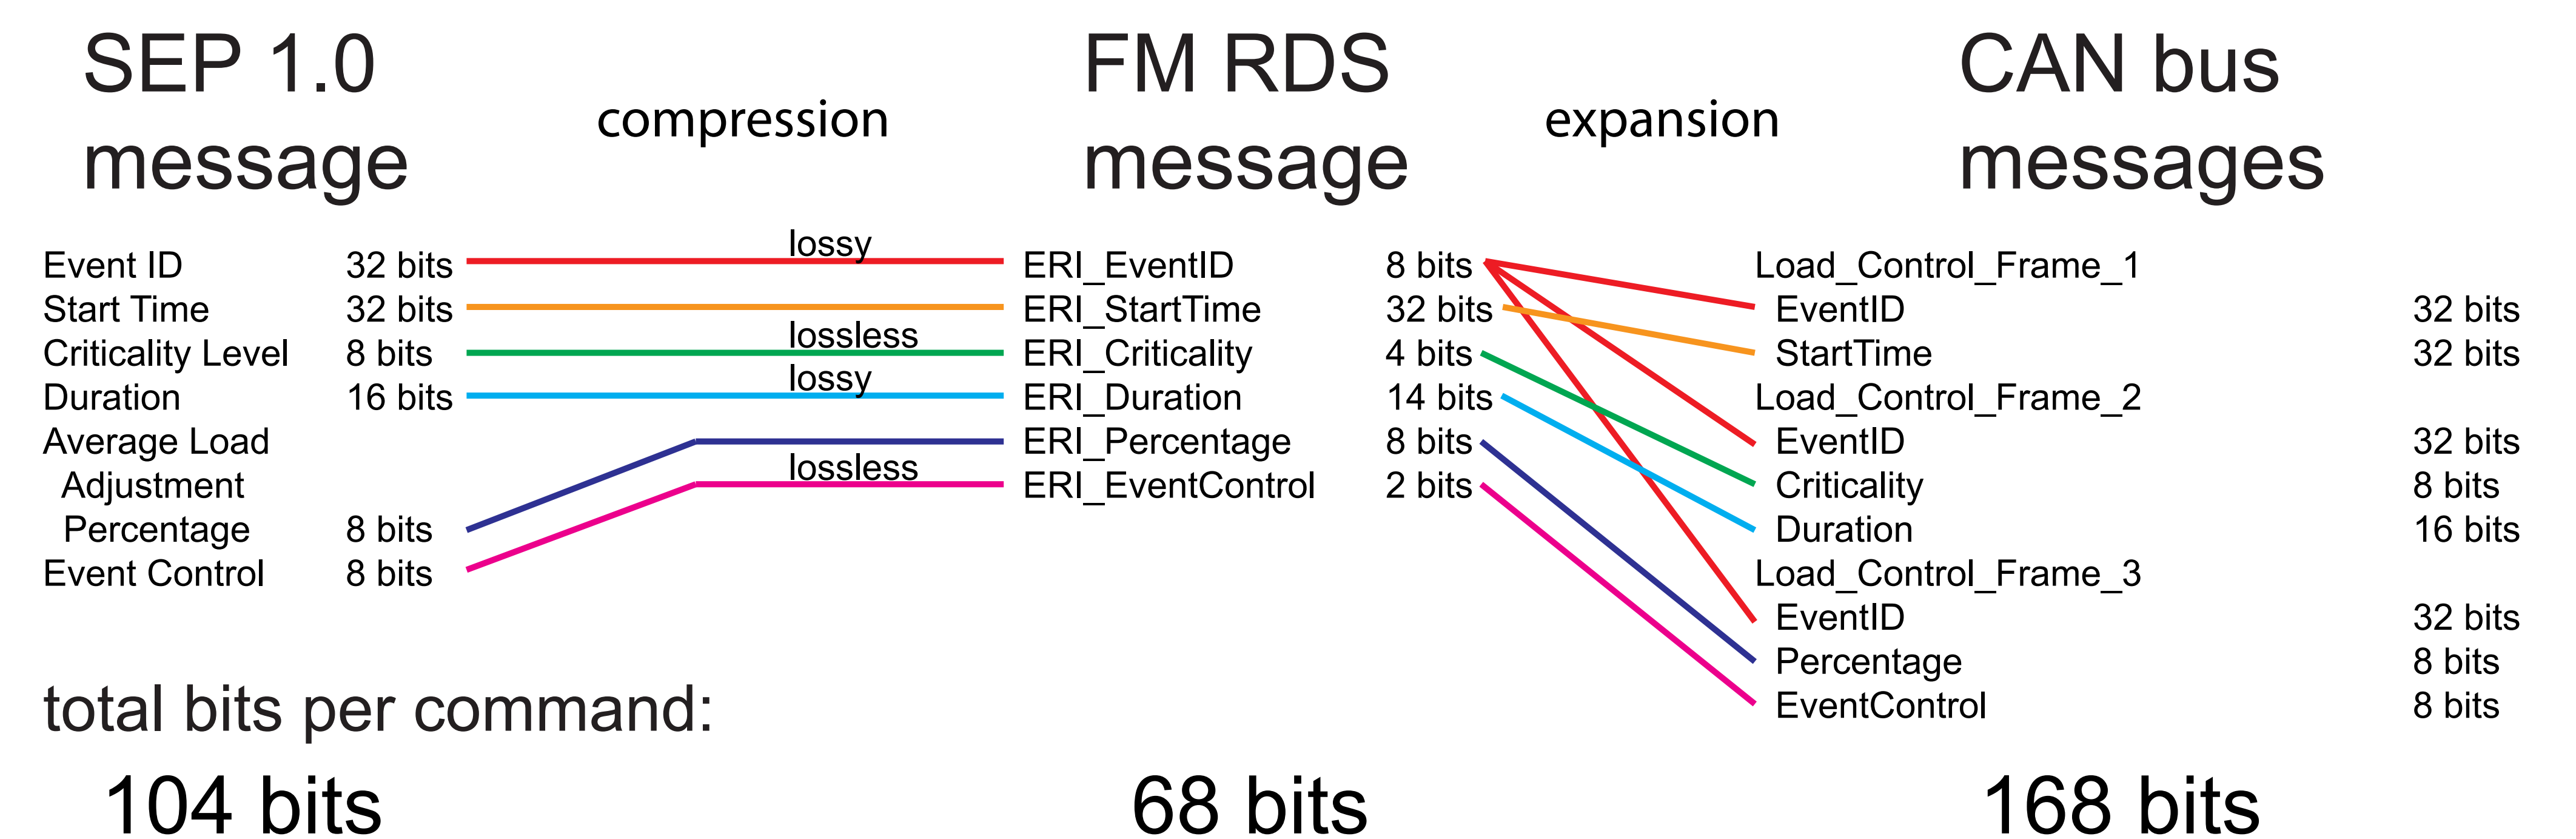 SEP 1.0
message
compression
FM RDS
message
expansion
CAN bus
messages
Event ID 32 bits lossy ERI_EventID 8 bits Load_Control_Frame_1
Start Time 32 bits ERI_StartTime 32 bits EventID 32 bits
Criticality Level 8 bits lossless ERI_Criticality 4 bits StartTime 32 bits
Duration 16 bits lossy ERI_Duration 14 bits Load_Control_Frame_2
Average Load ERI_Percentage 8 bits EventID 32 bits
Adjustment lossless ERI_EventControl 2 bits Criticality 8 bits
Percentage 8 bits Duration 16 bits
Event Control 8 bits Load_Control_Frame_3
EventID 32 bits
Percentage 8 bits
EventControl 8 bits
total bits per command:
104 bits 68 bits 168 bits